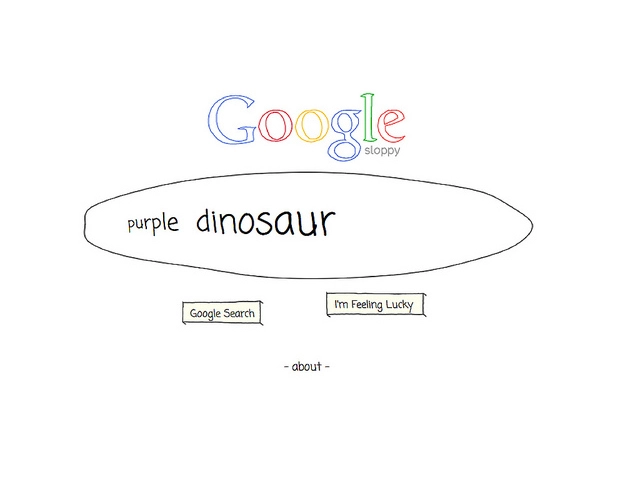 Google
sloppy
purple dinosaur
Google Search
I'm Feeling Lucky
- about -